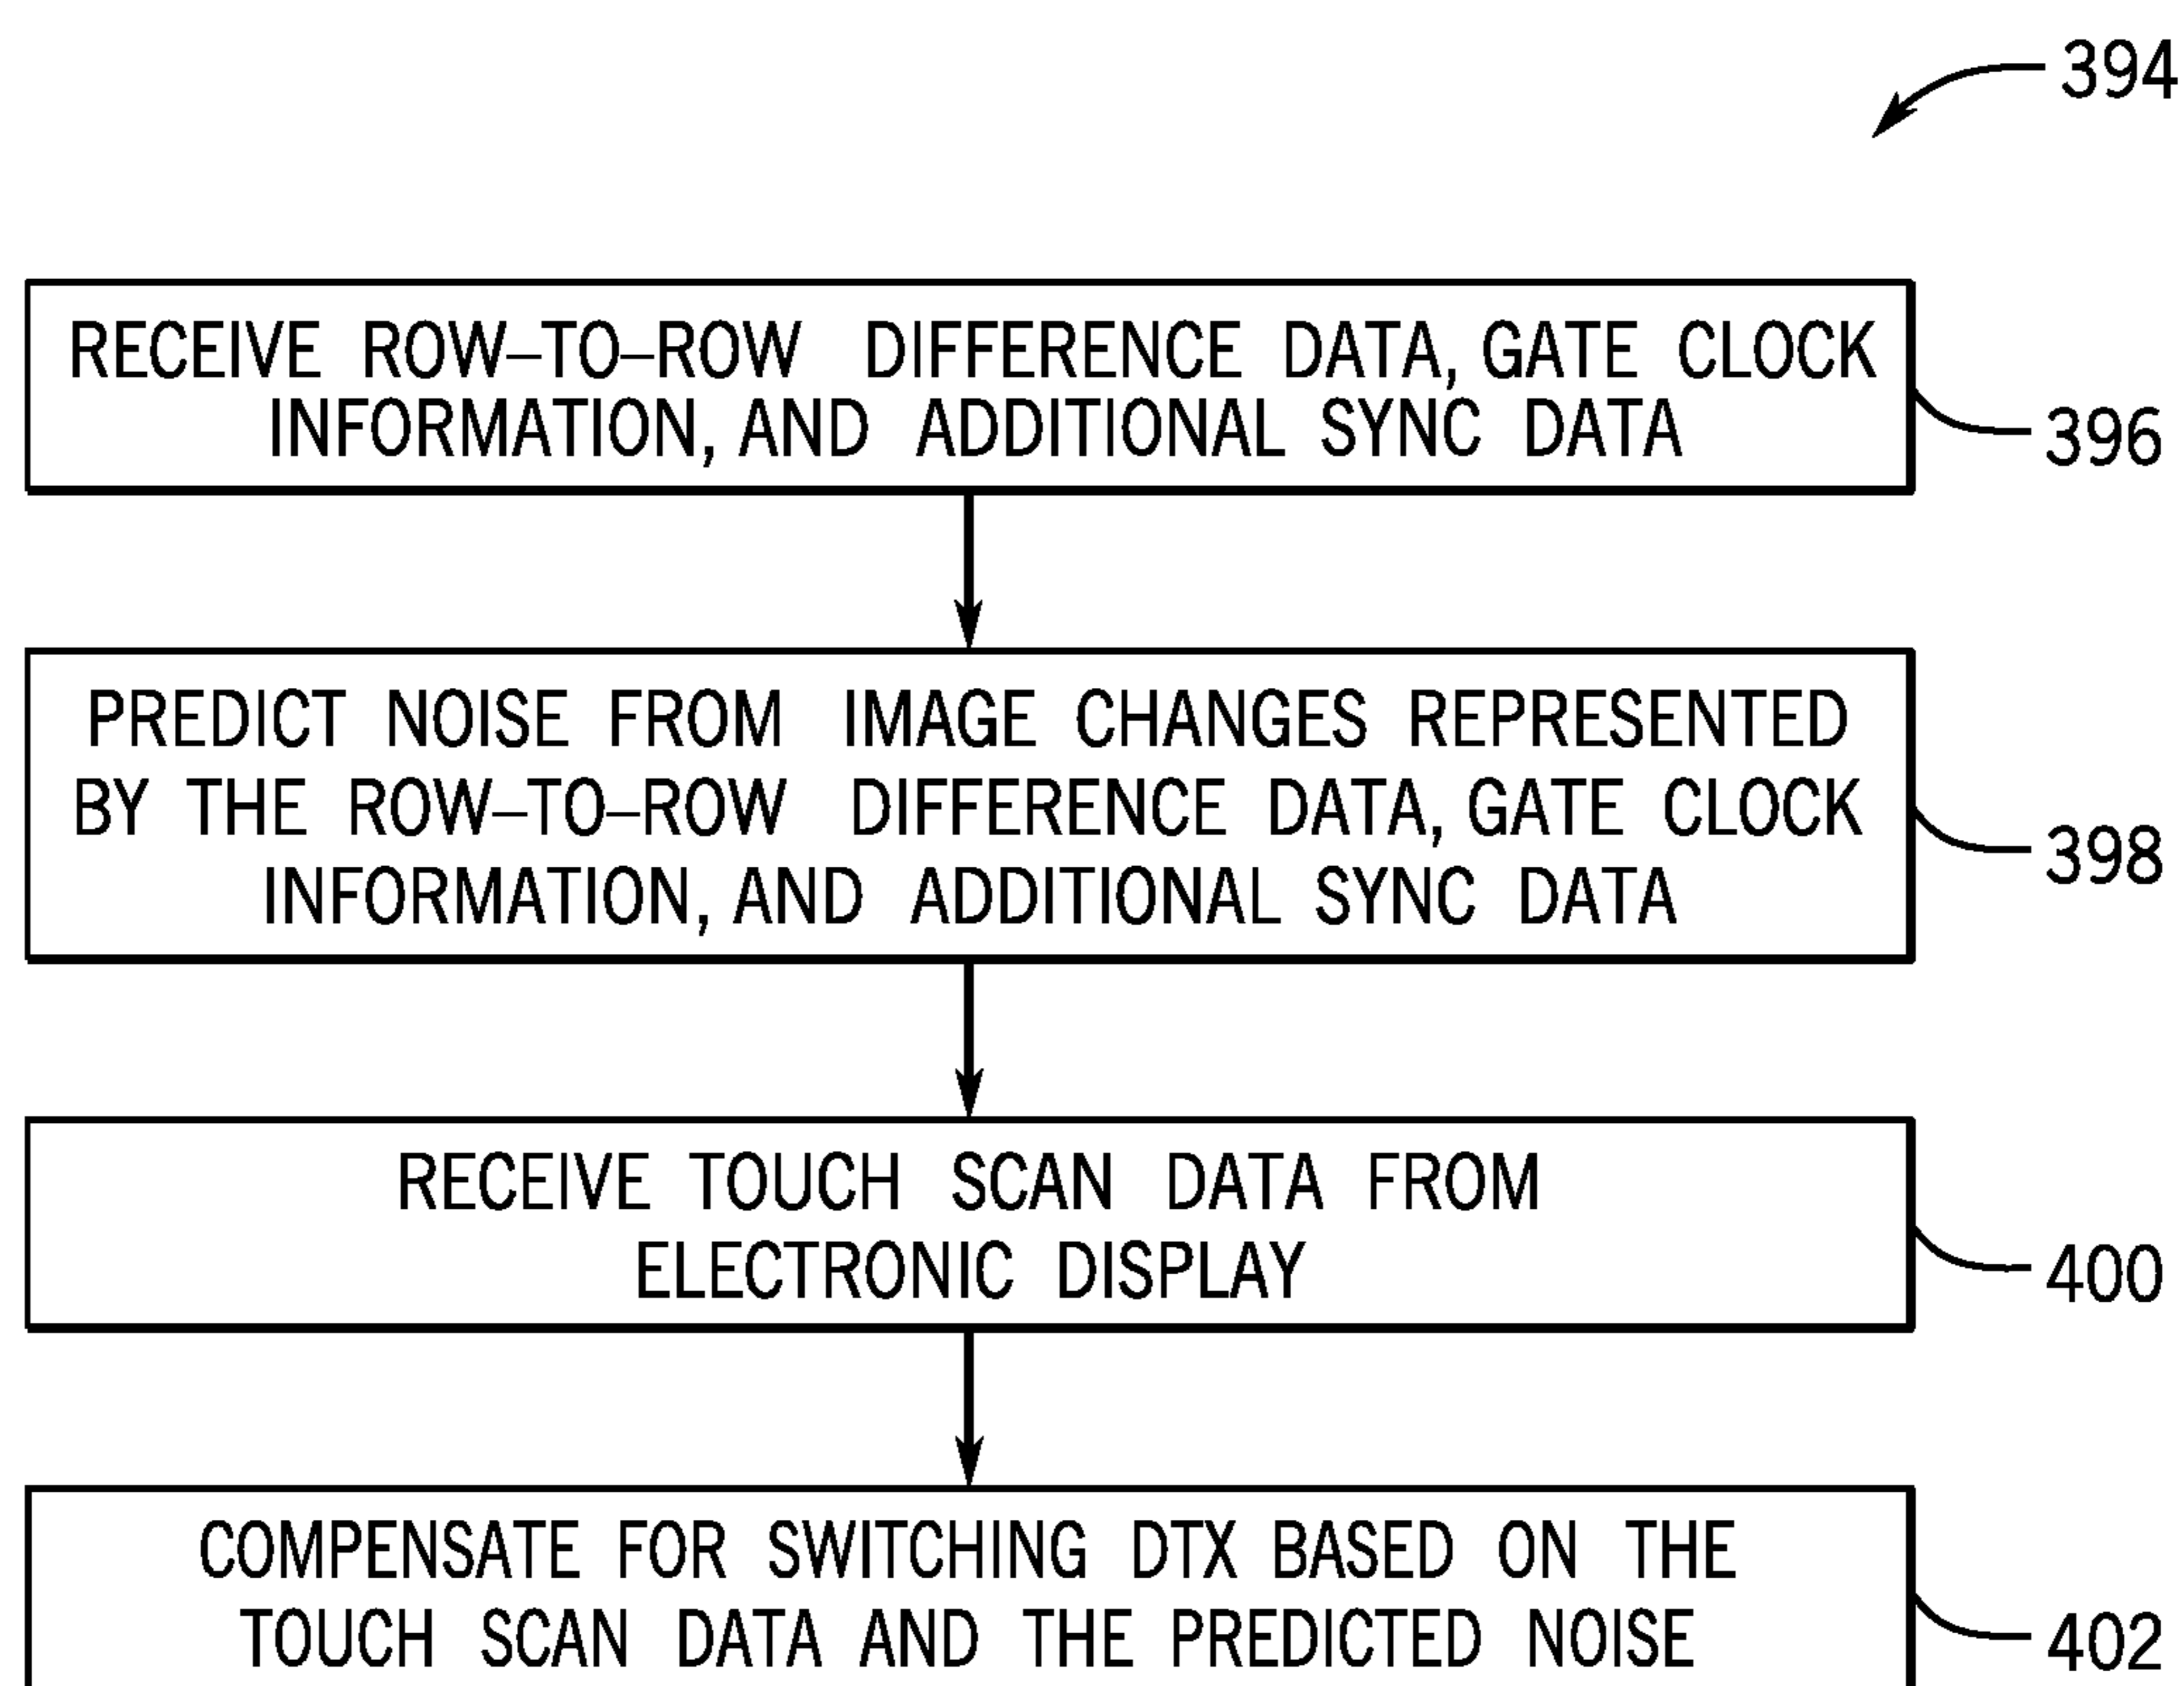 394
RECEIVE ROW–TO–ROW DIFFERENCE DATA, GATE CLOCK
INFORMATION, AND ADDITIONAL SYNC DATA
396
PREDICT NOISE FROM IMAGE CHANGES REPRESENTED
BY THE ROW–TO–ROW DIFFERENCE DATA, GATE CLOCK
INFORMATION, AND ADDITIONAL SYNC DATA
398
RECEIVE TOUCH SCAN DATA FROM
ELECTRONIC DISPLAY
400
COMPENSATE FOR SWITCHING DTX BASED ON THE
TOUCH SCAN DATA AND THE PREDICTED NOISE
402